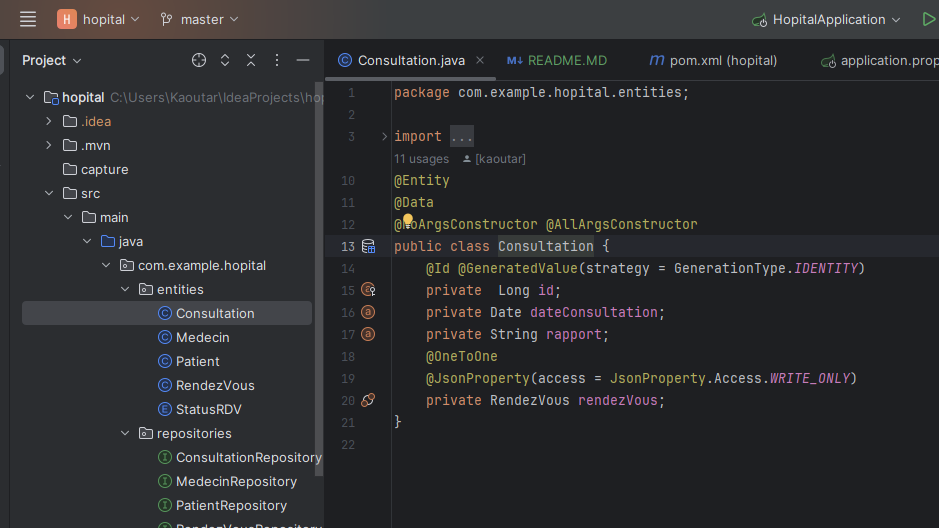 H hopital master HopitalApplication
Project
Consultation.java M↓ README.MD m pom.xml (hopital) application.prop
hopital C:\Users\Kaoutar\IdeaProjects\hop
.idea
.mvn
capture
src
main
java
com.example.hopital
entities
Consultation
Medecin
Patient
RendezVous
StatusRDV
repositories
ConsultationRepository
MedecinRepository
PatientRepository
RendezVousRepository
1 package com.example.hopital.entities;
2
3 import ...
11 usages [kaoutar]
10 @Entity
11 @Data
12 @NoArgsConstructor @AllArgsConstructor
13 public class Consultation {
14 @Id @GeneratedValue(strategy = GenerationType.IDENTITY)
15 private Long id;
16 private Date dateConsultation;
17 private String rapport;
18 @OneToOne
19 @JsonProperty(access = JsonProperty.Access.WRITE_ONLY)
20 private RendezVous rendezVous;
21 }
22